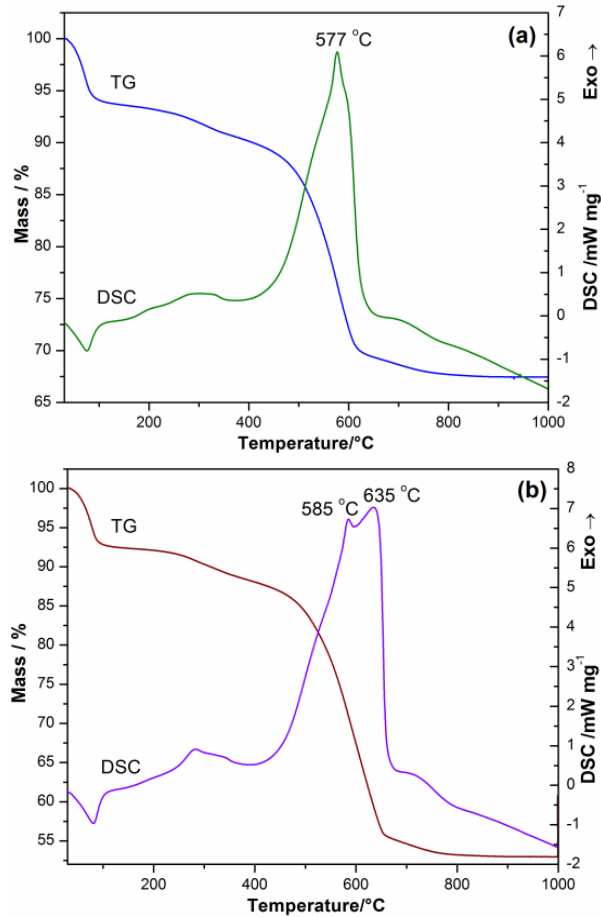 577 °C
(a)
TG
Exo →
DSC
Mass / %
DSC /mW mg-1
100
95
90
85
80
75
70
65
7
6
5
4
3
2
1
0
-1
-2
200
400
600
800
1000
Temperature/°C
585 °C
635 °C
(b)
TG
Exo →
DSC
Mass / %
DSC /mW mg-1
100
95
90
85
80
75
70
65
60
55
8
7
6
5
4
3
2
1
0
-1
-2
200
400
600
800
1000
Temperature/°C